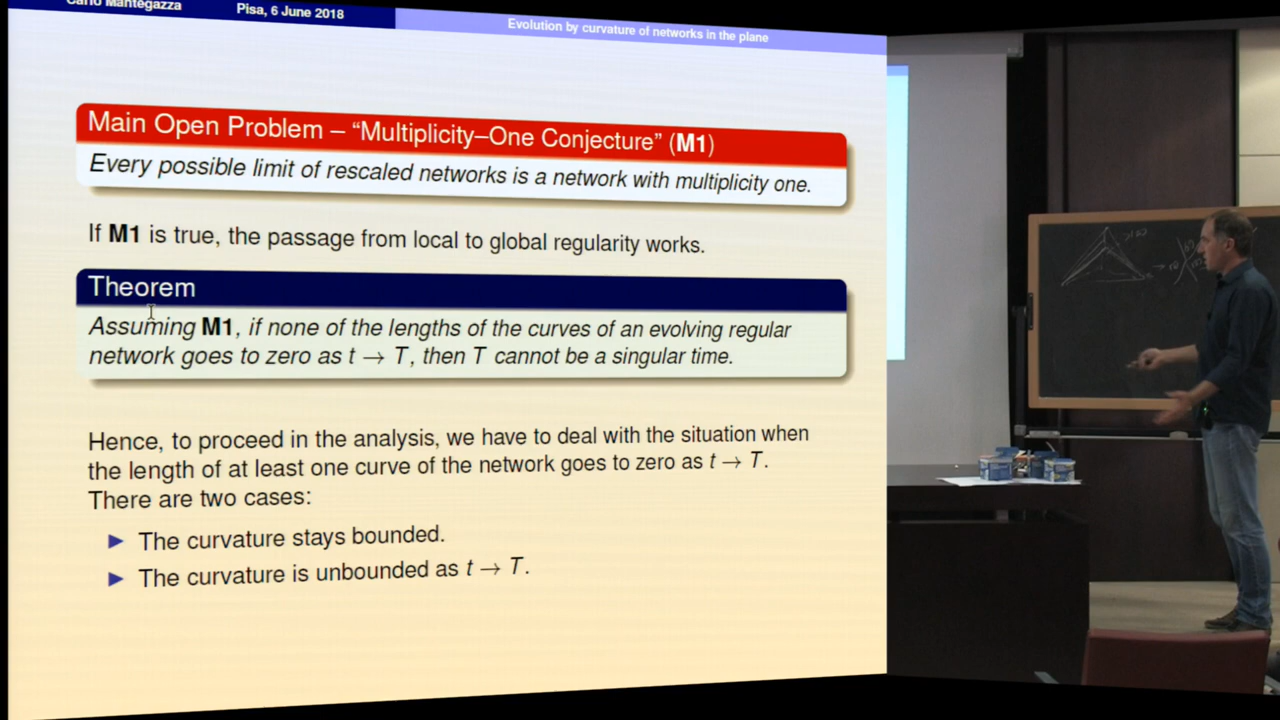 Carlo Mantegazza Pisa, 6 June 2018 Evolution by curvature of networks in the plane
Main Open Problem – “Multiplicity–One Conjecture” (M1)
Every possible limit of rescaled networks is a network with multiplicity one.
If M1 is true, the passage from local to global regularity works.
Theorem
Assuming M1, if none of the lengths of the curves of an evolving regular
network goes to zero as t → T, then T cannot be a singular time.
Hence, to proceed in the analysis, we have to deal with the situation when
the length of at least one curve of the network goes to zero as t → T.
There are two cases:
▶ The curvature stays bounded.
▶ The curvature is unbounded as t → T.